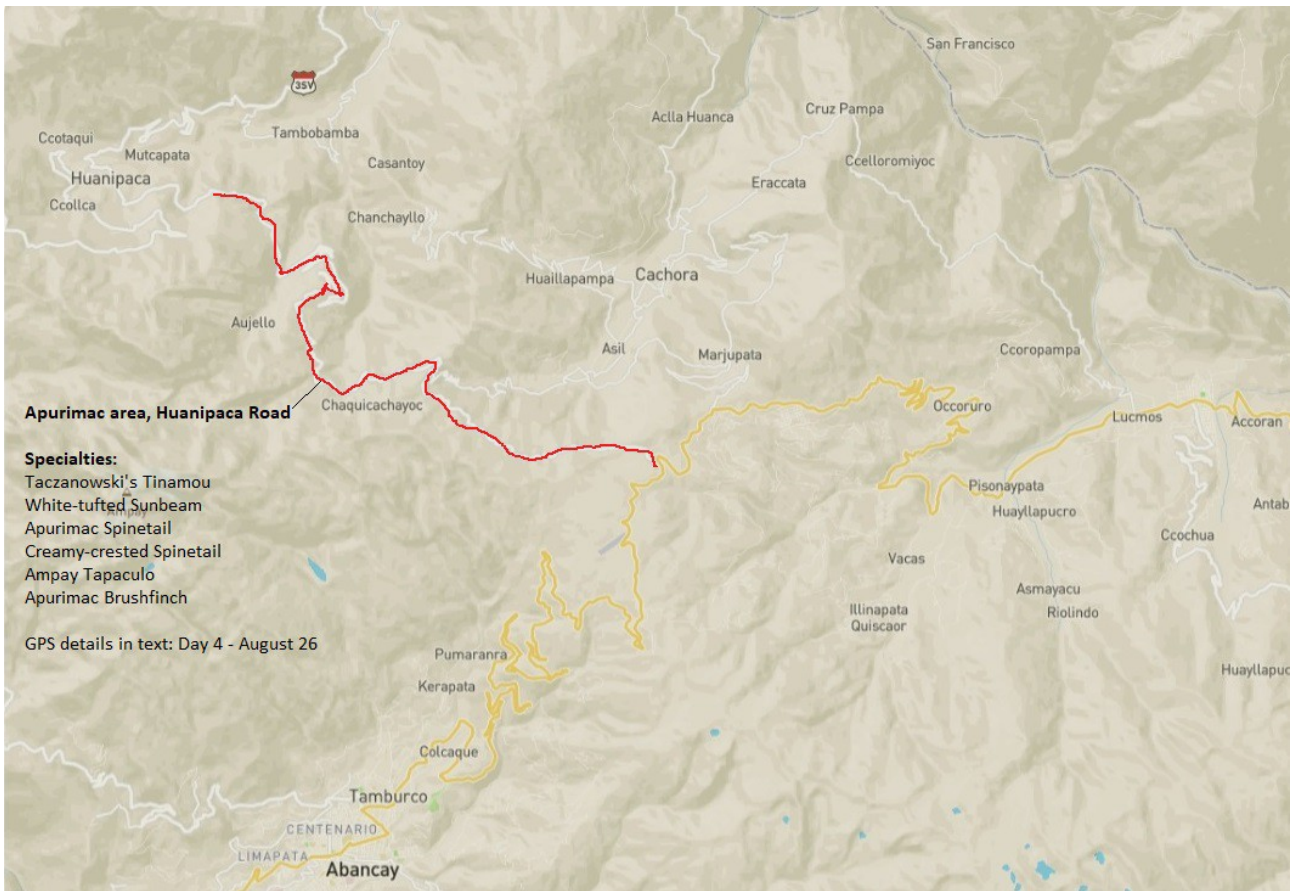 San Francisco
35V
Aclla Huanca
Cruz Pampa
Tambobamba
Ccotaqui
Mutcapata
Casantoy
Ccelloromiyoc
Huanipaca
Eraccata
Ccollca
Chanchayllo
Huaillapampa
Cachora
Aujello
Asil
Marjupata
Ccoropampa
Chaquicachayoc
Occoruro
Lucmos
Accoran
Apurimac area, Huanipaca Road
Specialties:
Taczanowski's Tinamou
White-tufted Sunbeam
Ampay
Apurimac Spinetail
Creamy-crested Spinetail
Ampay Tapaculo
Apurimac Brushfinch
GPS details in text: Day 4 - August 26
Pisonaypata
Huayllapucro
Antab
Ccochua
Vacas
Asmayacu
Illinapata
Quiscaor
Riolindo
Pumaranra
Kerapata
Huayllapuc
Colcaque
Tamburco
CENTENARIO
LIMAPATA
Abancay